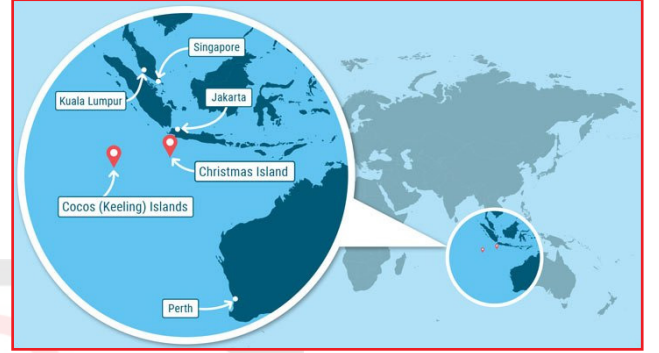 Singapore
Kuala Lumpur
Jakarta
Christmas Island
Cocos (Keeling) Islands
Perth